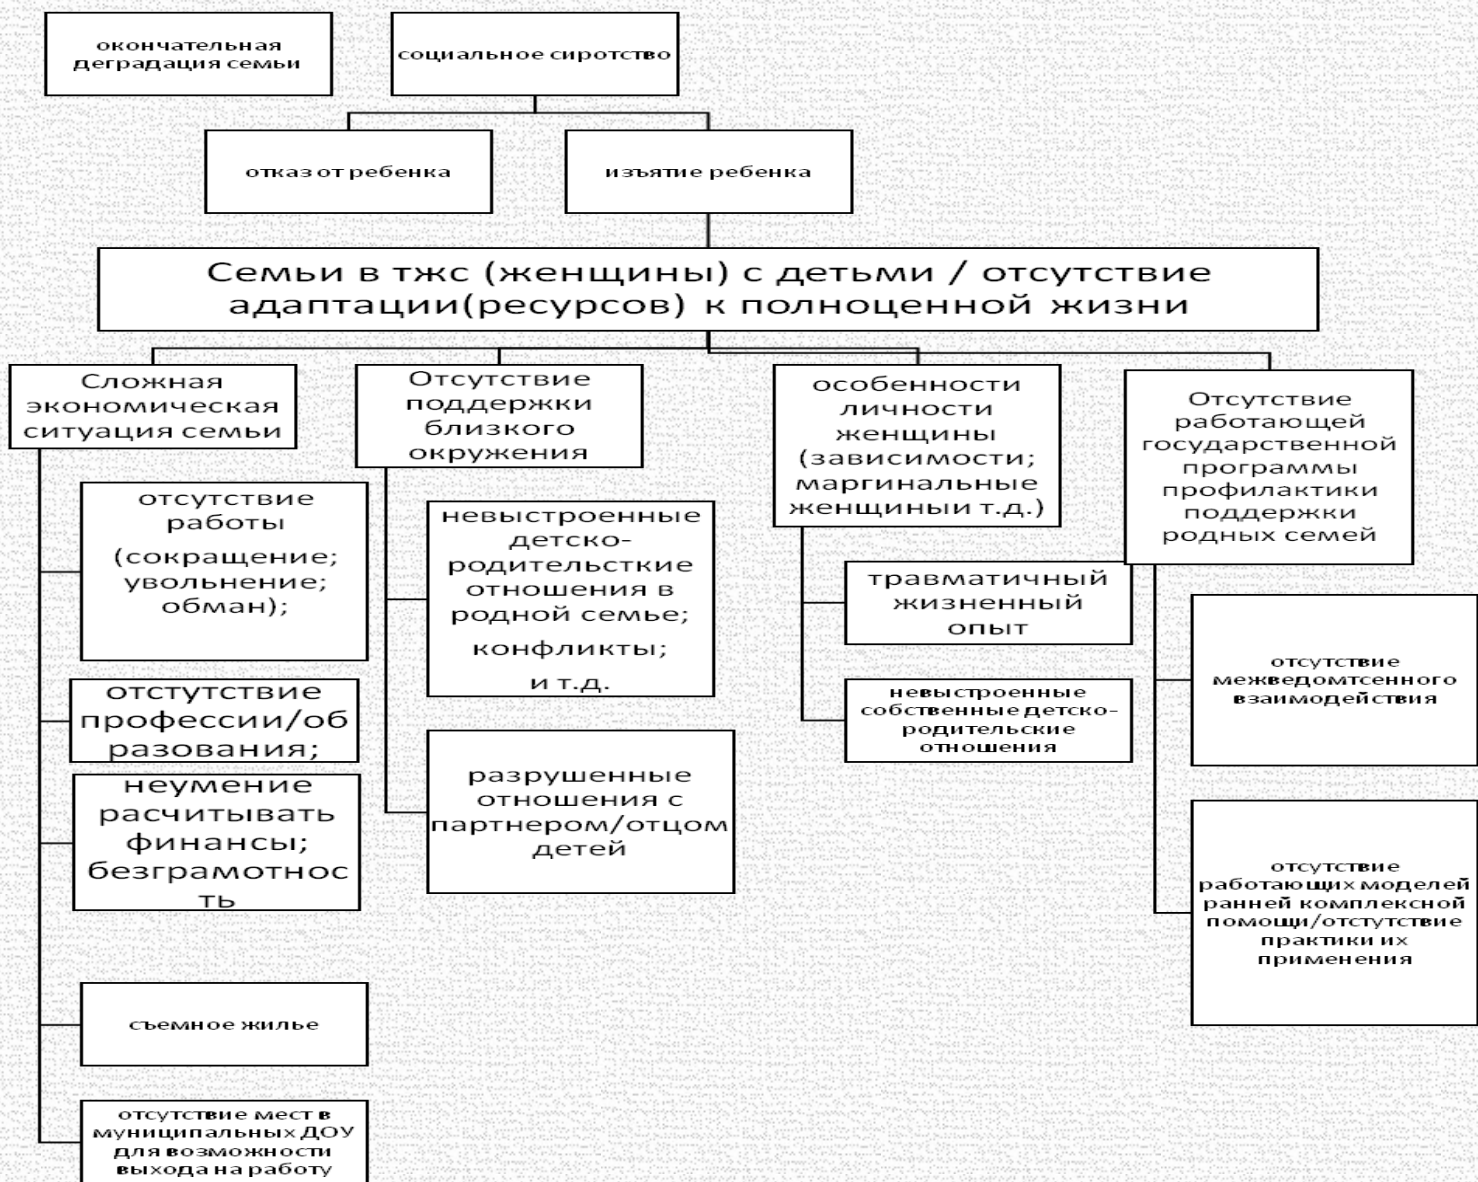 окончательная
деградация семьи
социальное сиротство
отказ от ребенка
изъятие ребенка
Семьи в тжс (женщины) с детьми / отсутствие
адаптации(ресурсов) к полноценной жизни
Сложная
экономическая
ситуация семьи
отсутствие
работы
(сокращение;
увольнение;
обман);
отстутствие
профессии/об
разования;
неумение
расчитывать
финансы;
безграмотнос
ть
съемное жилье
отсутствие мест в
муниципальных ДОУ
для возможности
выхода на работу
Отсутствие
поддержки
близкого
окружения
невыстроенные
детско-
родительсткие
отношения в
родной семье;
конфликты;
и т.д.
разрушенные
отношения с
партнером/отцом
детей
особенности
личности
женщины
(зависимости;
маргинальные
женщиныи т.д.)
травматичный
жизненный
опыт
невыстроенные
собственные детско-
родительские
отношения
Отсутствие
работающей
государственной
программы
профилактики
поддержки
родных семей
отсутствие
межведомтсенного
взаимодействия
отсутствие
работающих моделей
ранней комплексной
помощи/отстутствие
практики их
применения